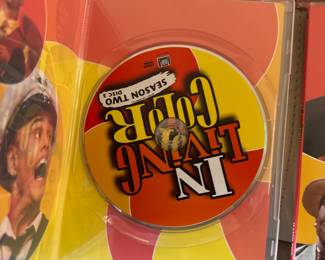 IN
LIVING
COLOR
SEASON TWO
DISC 3